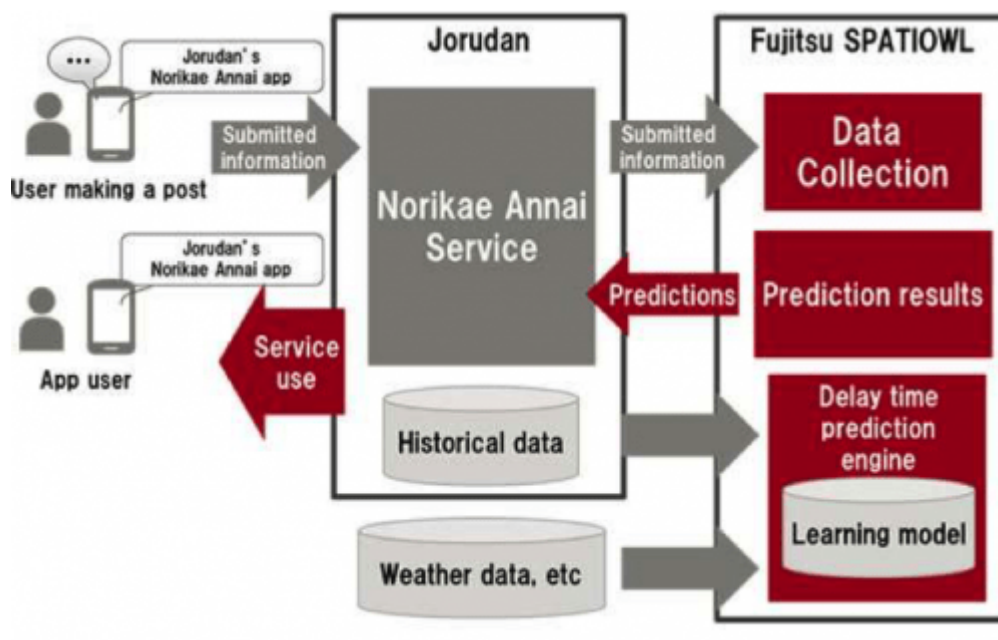 Jorudan
Fujitsu SPATIOWL
...
Jorudan's
Norikae Annai app
Submitted
information
Norikae Annai
Service
Submitted
information
Data
Collection
User making a post
Jorudan's
Norikae Annai app
Predictions
Prediction results
Service
use
App user
Historical data
Delay time
prediction
engine
Learning model
Weather data, etc